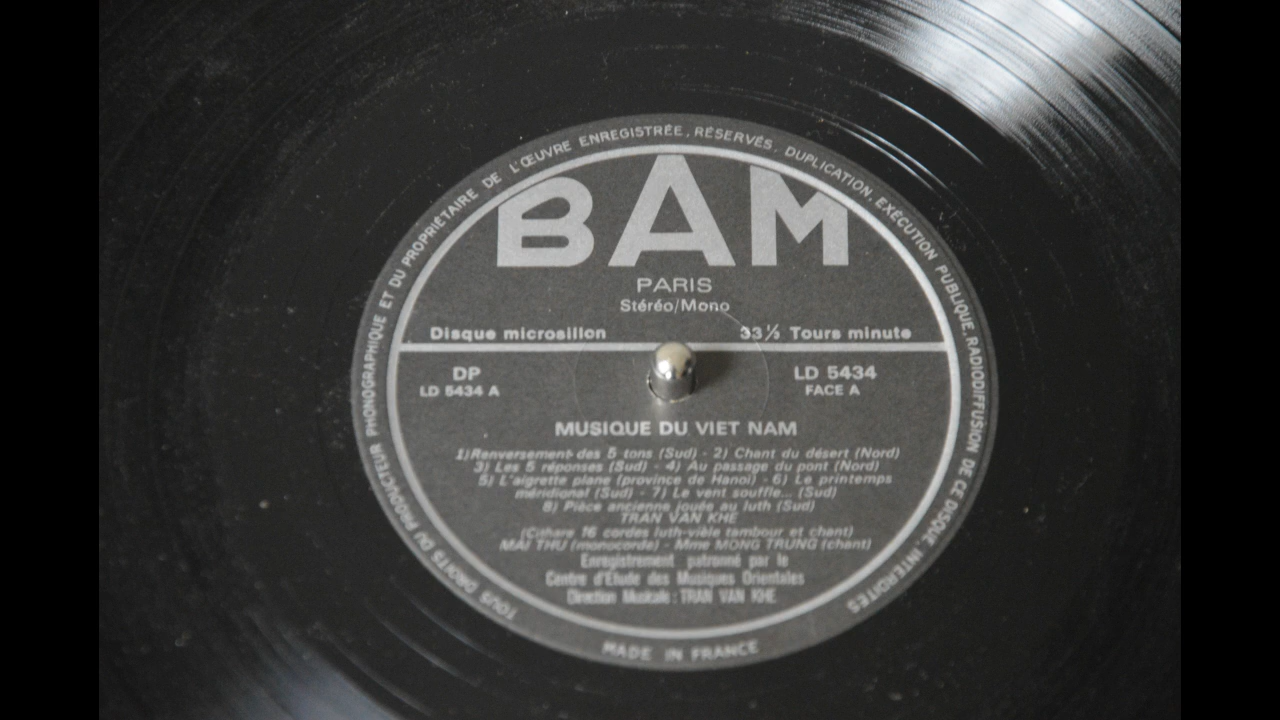 TOUS DROITS DU PRODUCTEUR PHONOGRAPHIQUE ET DU PROPRIÉTAIRE DE L'ŒUVRE ENREGISTRÉE, RÉSERVÉS, DUPLICATION, EXÉCUTION PUBLIQUE, RADIODIFFUSION DE CE DISQUE, INTERDITES
BAM
PARIS
Stéréo/Mono
Disque microsillon 33⅓ Tours minute
DP LD 5434
LD 5434 A FACE A
MUSIQUE DU VIET NAM
1) Renversement des 5 tons (Sud) - 2) Chant du désert (Nord)
3) Les 5 réponses (Sud) - 4) Au passage du pont (Nord)
5) L'aigrette plane (province de Hanoi) - 6) Le printemps
méridional (Sud) - 7) Le vent souffle... (Sud)
8) Pièce ancienne jouée au luth (Sud)
TRAN VAN KHE
(Cithare 16 cordes luth-vièle tambour et chant)
MAI THU (monocorde) - Mme MONG TRUNG (chant)
Enregistrement patronné par le
Centre d'Etude des Musiques Orientales
Direction Musicale : TRAN VAN KHE
MADE IN FRANCE